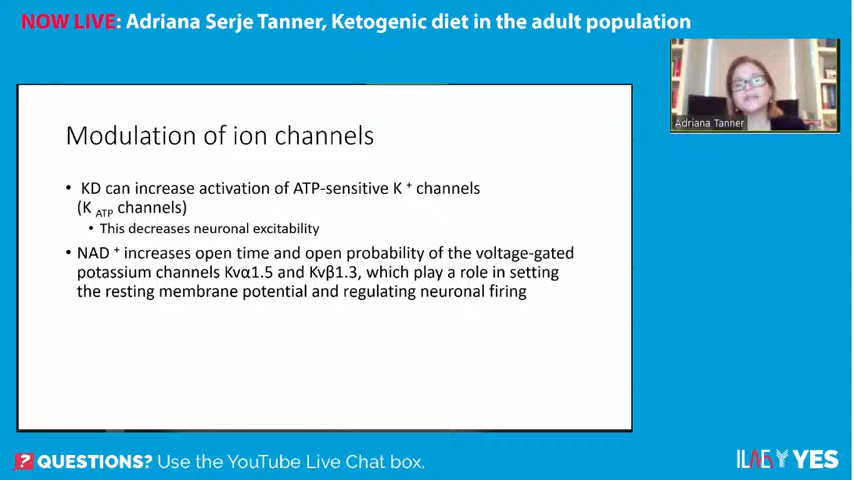 NOW LIVE: Adriana Serje Tanner, Ketogenic diet in the adult population
Adriana Tanner
Modulation of ion channels
• KD can increase activation of ATP-sensitive K + channels
(K ATP channels)
• This decreases neuronal excitability
• NAD + increases open time and open probability of the voltage-gated
potassium channels Kvα1.5 and Kvβ1.3, which play a role in setting
the resting membrane potential and regulating neuronal firing
? QUESTIONS? Use the YouTube Live Chat box.
ILAE YES